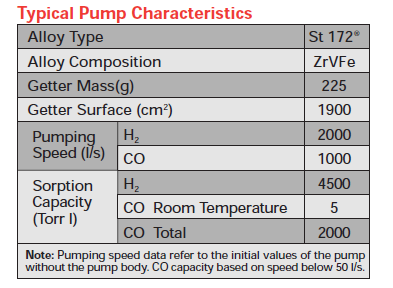 Typical Pump Characteristics
Alloy Type St 172®
Alloy Composition ZrVFe
Getter Mass(g) 225
Getter Surface (cm²) 1900
Pumping Speed (l/s) H₂ 2000
CO 1000
Sorption Capacity (Torr l) H₂ 4500
CO Room Temperature 5
CO Total 2000
Note: Pumping speed data refer to the initial values of the pump
without the pump body. CO capacity based on speed below 50 l/s.